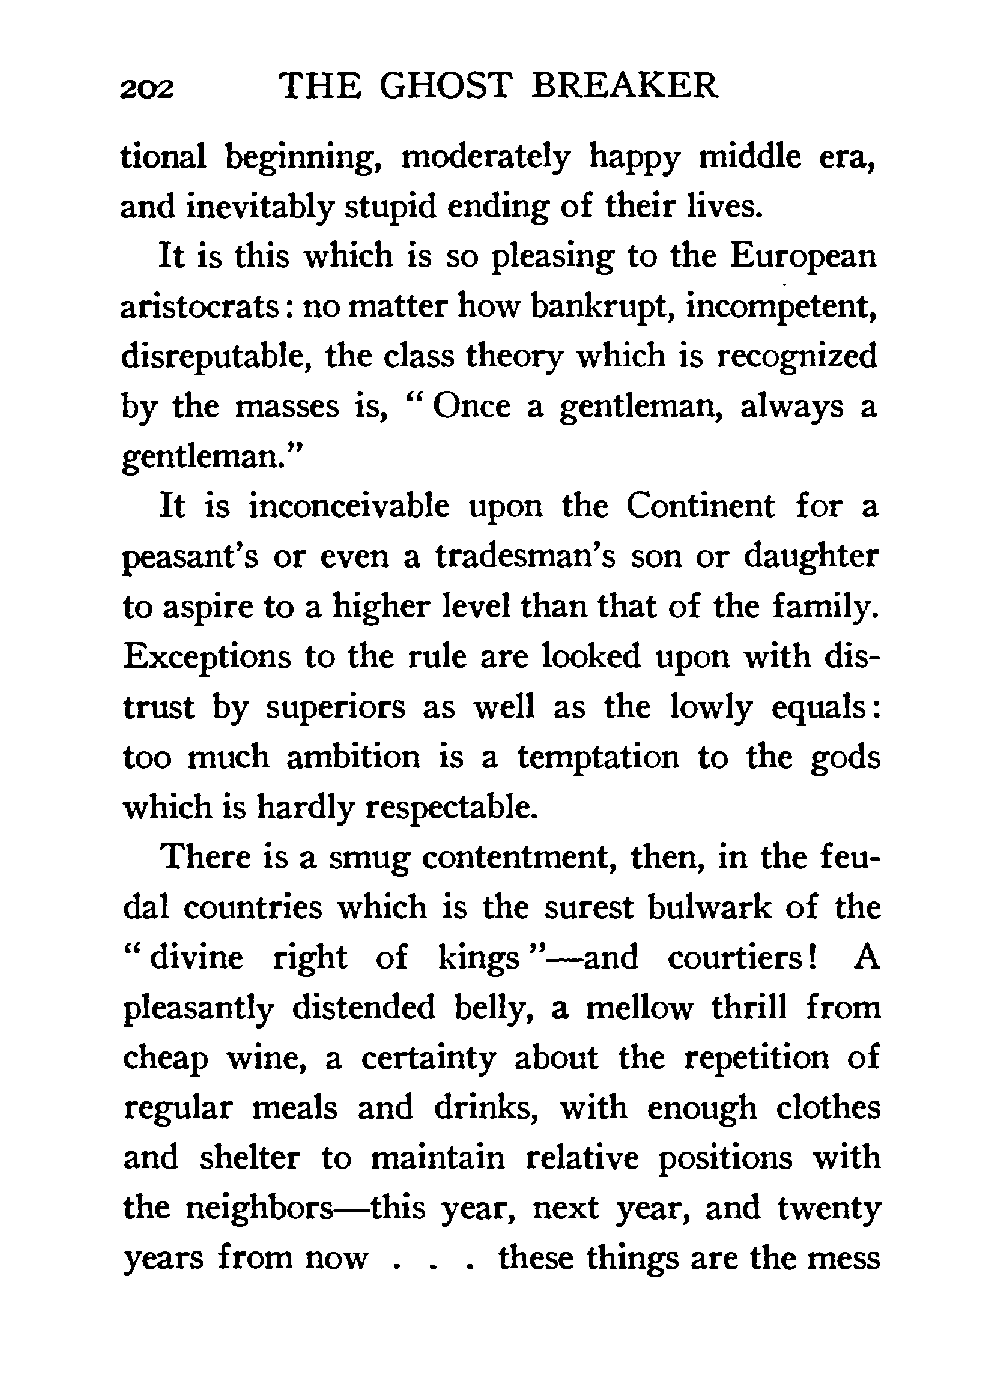 202 THE GHOST BREAKER
tional beginning, moderately happy middle era,
and inevitably stupid ending of their lives.
It is this which is so pleasing to the European
aristocrats: no matter how bankrupt, incompetent,
disreputable, the class theory which is recognized
by the masses is, “ Once a gentleman, always a
gentleman.”
It is inconceivable upon the Continent for a
peasant’s or even a tradesman’s son or daughter
to aspire to a higher level than that of the family.
Exceptions to the rule are looked upon with dis-
trust by superiors as well as the lowly equals:
too much ambition is a temptation to the gods
which is hardly respectable.
There is a smug contentment, then, in the feu-
dal countries which is the surest bulwark of the
“ divine right of kings ”—and courtiers! A
pleasantly distended belly, a mellow thrill from
cheap wine, a certainty about the repetition of
regular meals and drinks, with enough clothes
and shelter to maintain relative positions with
the neighbors—this year, next year, and twenty
years from now . . . these things are the mess